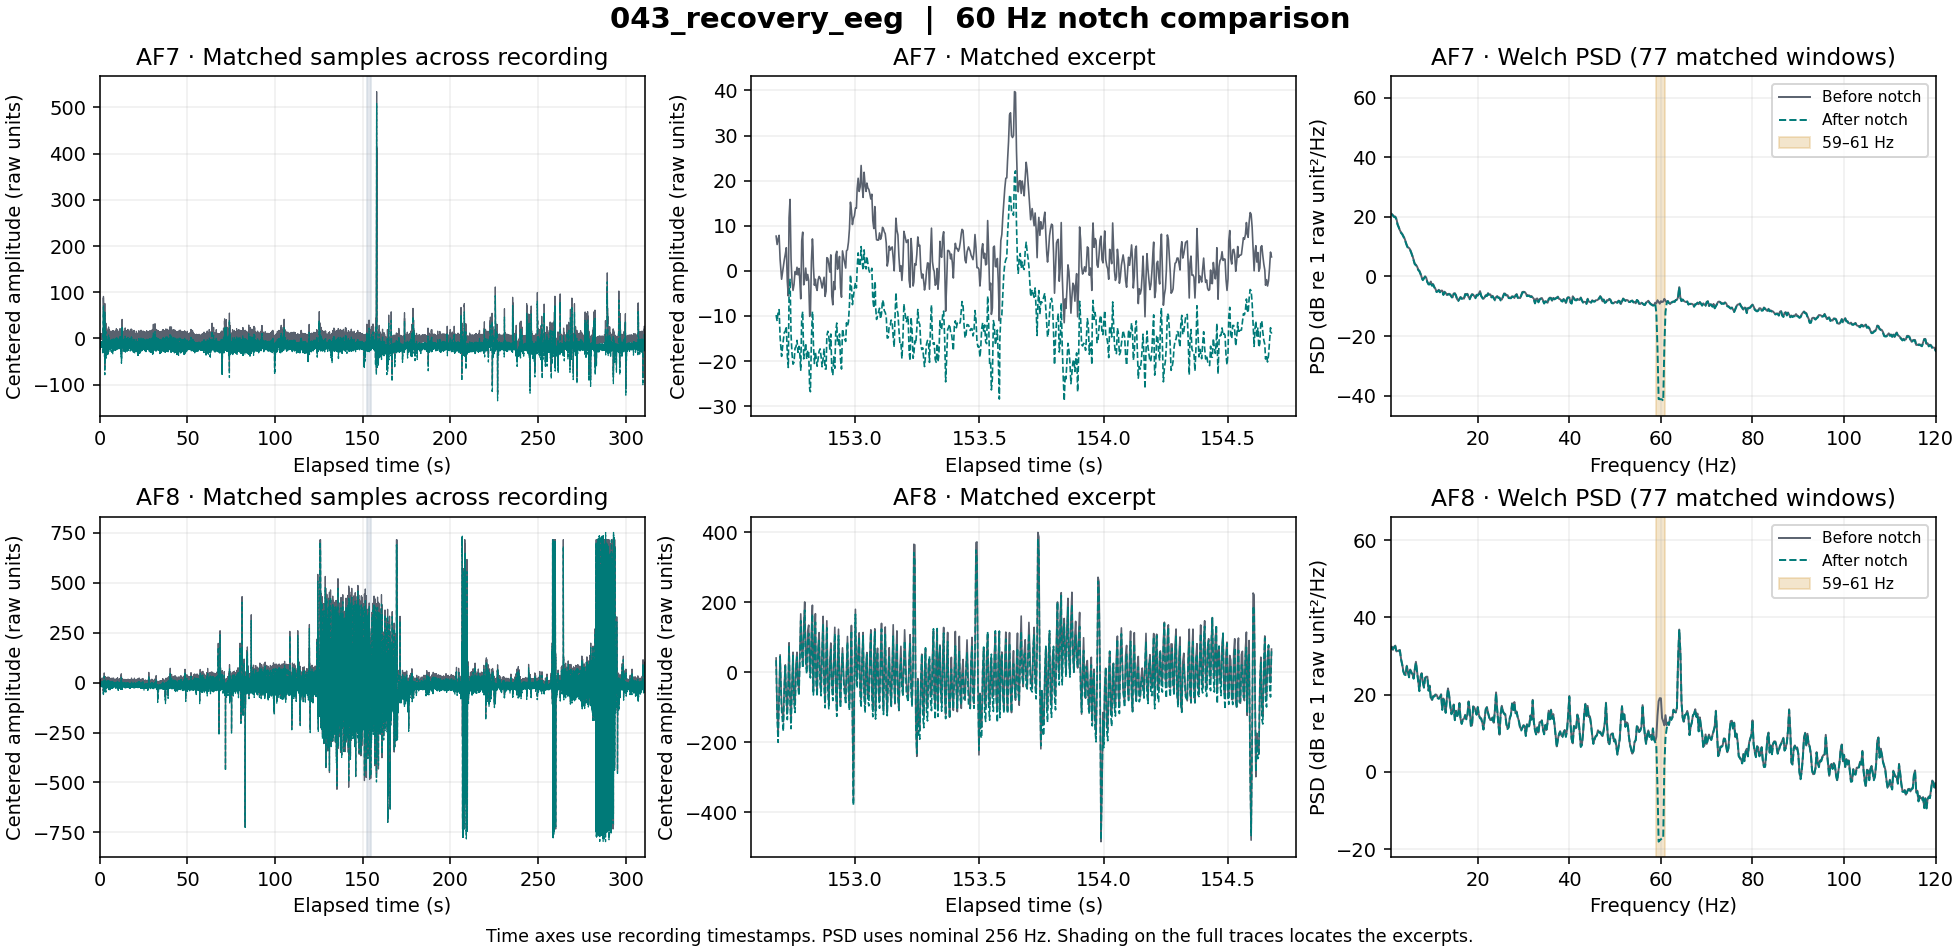 043_recovery_eeg | 60 Hz notch comparison
AF7 · Matched samples across recording
Centered amplitude (raw units)
500
400
300
200
100
0
−100
0 50 100 150 200 250 300
Elapsed time (s)
AF7 · Matched excerpt
Centered amplitude (raw units)
40
30
20
10
0
−10
−20
−30
153.0 153.5 154.0 154.5
Elapsed time (s)
AF7 · Welch PSD (77 matched windows)
PSD (dB re 1 raw unit²/Hz)
60
40
20
0
−20
−40
Before notch
After notch
59–61 Hz
20 40 60 80 100 120
Frequency (Hz)
AF8 · Matched samples across recording
Centered amplitude (raw units)
750
500
250
0
−250
−500
−750
0 50 100 150 200 250 300
Elapsed time (s)
AF8 · Matched excerpt
Centered amplitude (raw units)
400
200
0
−200
−400
153.0 153.5 154.0 154.5
Elapsed time (s)
AF8 · Welch PSD (77 matched windows)
PSD (dB re 1 raw unit²/Hz)
60
40
20
0
−20
Before notch
After notch
59–61 Hz
20 40 60 80 100 120
Frequency (Hz)
Time axes use recording timestamps. PSD uses nominal 256 Hz. Shading on the full traces locates the excerpts.